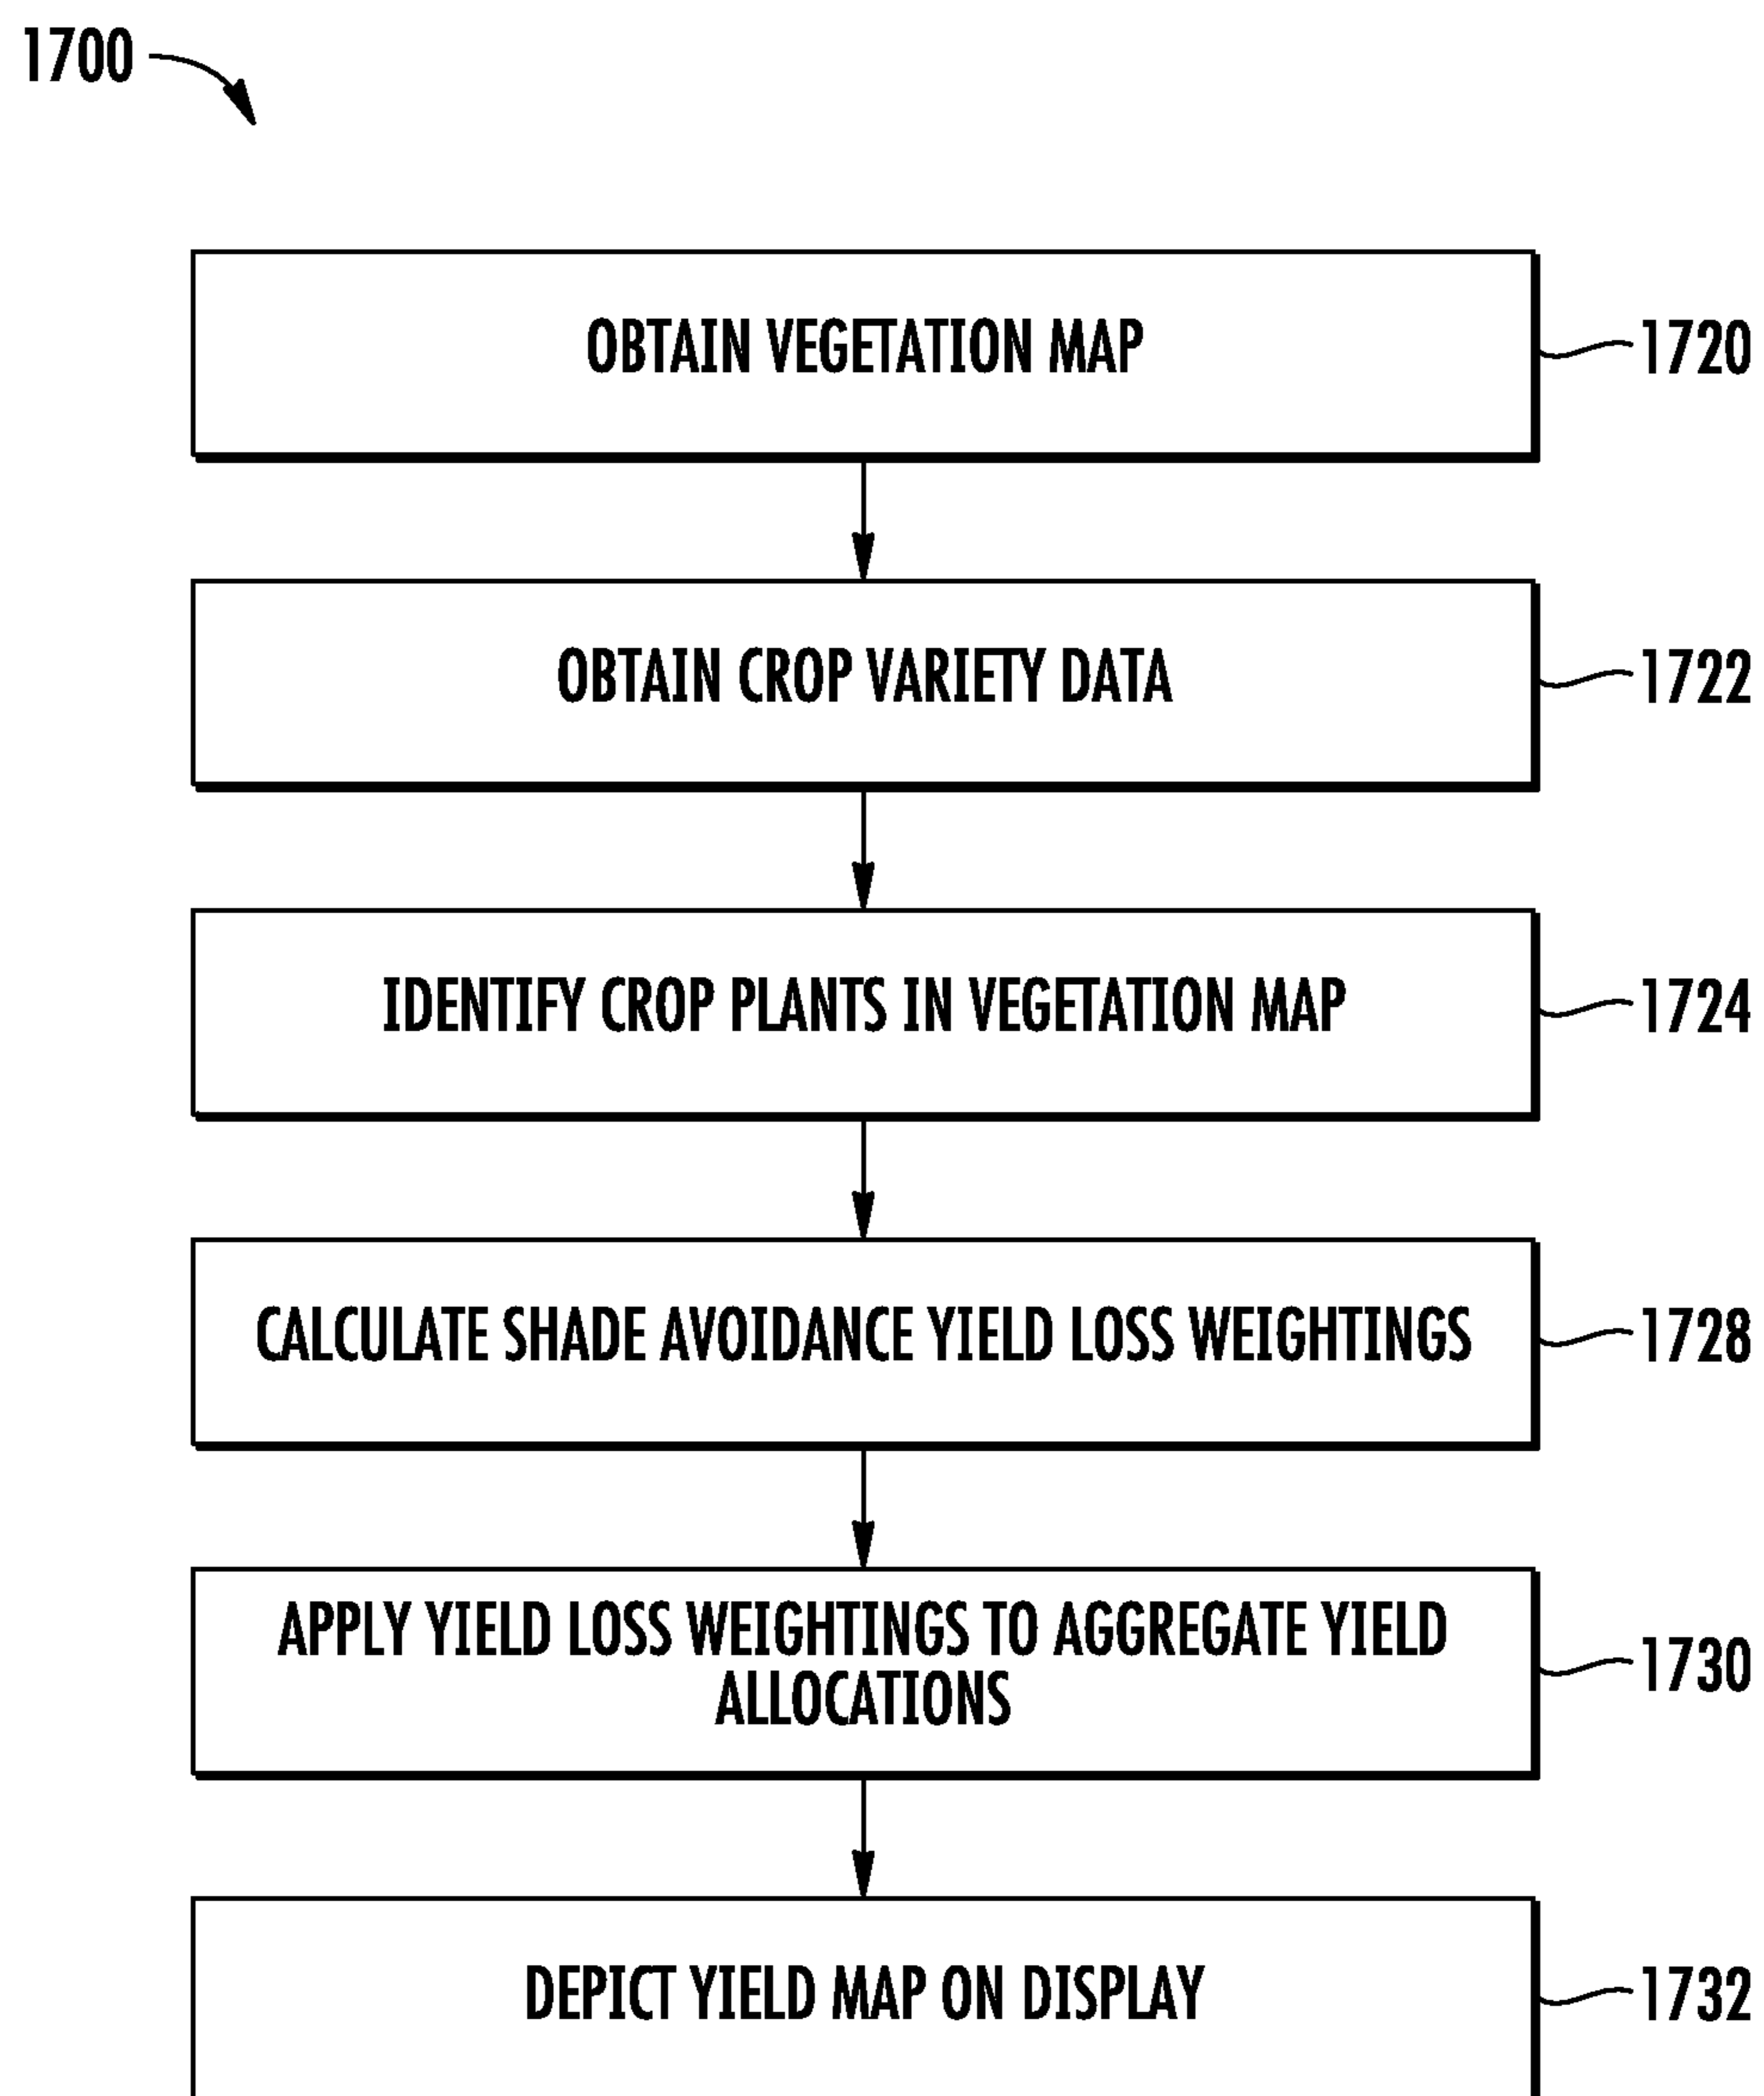 1700
OBTAIN VEGETATION MAP
1720
OBTAIN CROP VARIETY DATA
1722
IDENTIFY CROP PLANTS IN VEGETATION MAP
1724
CALCULATE SHADE AVOIDANCE YIELD LOSS WEIGHTINGS
1728
APPLY YIELD LOSS WEIGHTINGS TO AGGREGATE YIELD
ALLOCATIONS
1730
DEPICT YIELD MAP ON DISPLAY
1732